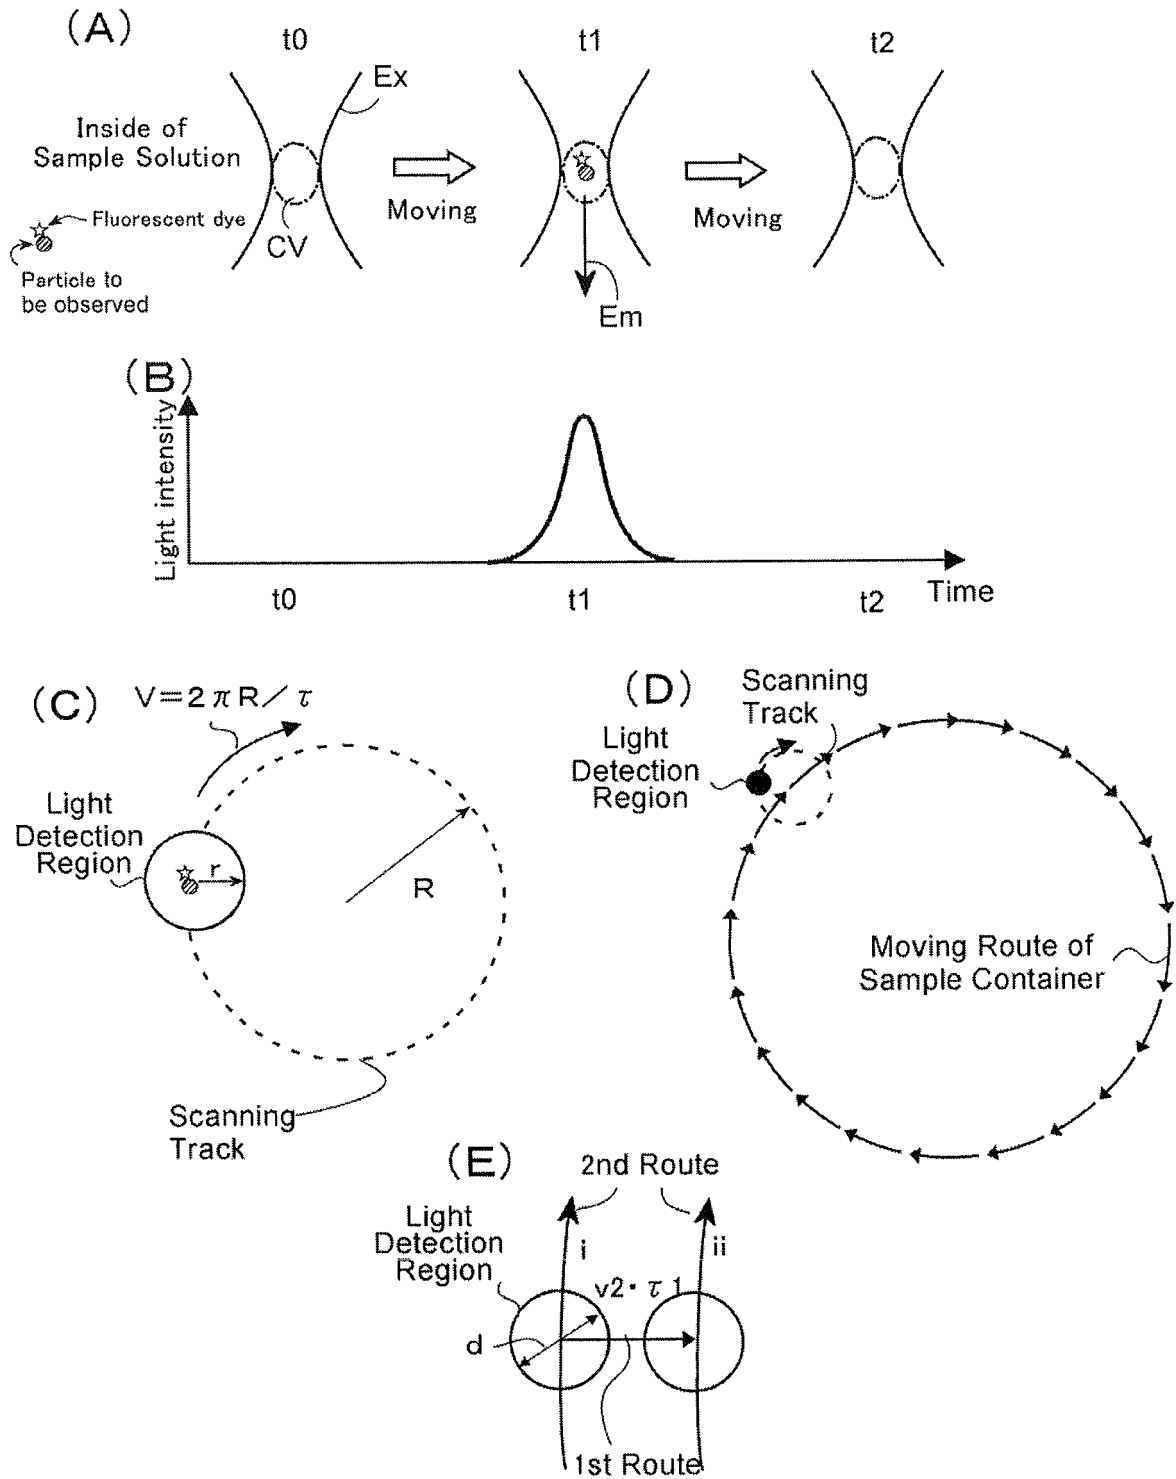 (A)
t0
t1
t2
Ex
Inside of
Sample Solution
Moving
Moving
Fluorescent dye
CV
Particle to
be observed
Em
(B)
Light intensity
t0
t1
t2
Time
(C)
V=2πR/τ
Light
Detection
Region
r
R
Scanning
Track
(D)
Scanning
Track
Light
Detection
Region
Moving Route of
Sample Container
(E)
2nd Route
Light
Detection
Region
i
ii
v2・τ1
d
1st Route